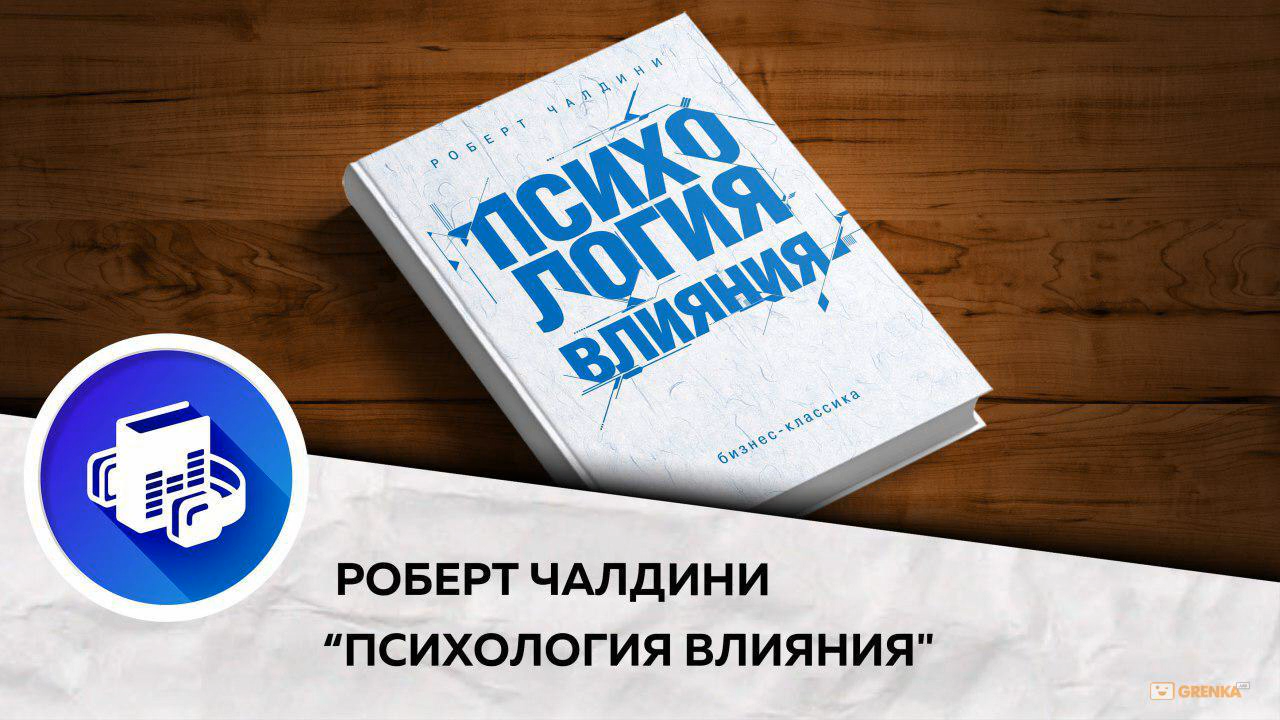 РОБЕРТ ЧАЛДИНИ
ПСИХО
ЛОГИЯ
ВЛИЯНИЯ
бизнес-классика
РОБЕРТ ЧАЛДИНИ
“ПСИХОЛОГИЯ ВЛИЯНИЯ"
GRENKA